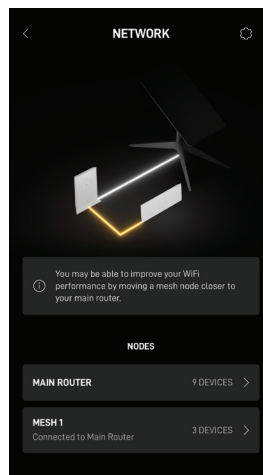 NETWORK
You may be able to improve your WiFi
performance by moving a mesh node closer to
your main router.
NODES
MAIN ROUTER 9 DEVICES
MESH 1
Connected to Main Router 3 DEVICES